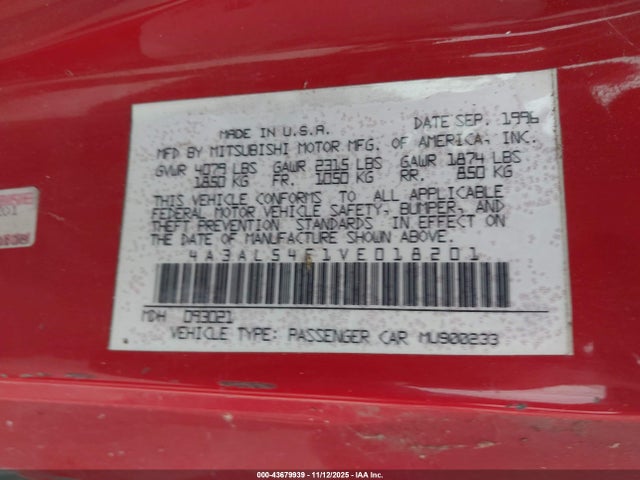 MADE IN U.S.A. DATE SEP. 1996
MFD BY MITSUBISHI MOTOR MFG. OF AMERICA, INC.
GVWR 4079 LBS GAWR 2315 LBS GAWR 1874 LBS
1850 KG FR. 1050 KG RR. 850 KG
THIS VEHICLE CONFORMS TO ALL APPLICABLE
FEDERAL MOTOR VEHICLE SAFETY, BUMPER, AND
THEFT PREVENTION STANDARDS IN EFFECT ON
THE DATE OF MANUFACTURE SHOWN ABOVE.
4A3AL54F1VE018201
MDH 093021
VEHICLE TYPE: PASSENGER CAR MU900233
000-43679939 - 11/12/2025 - IAA Inc.